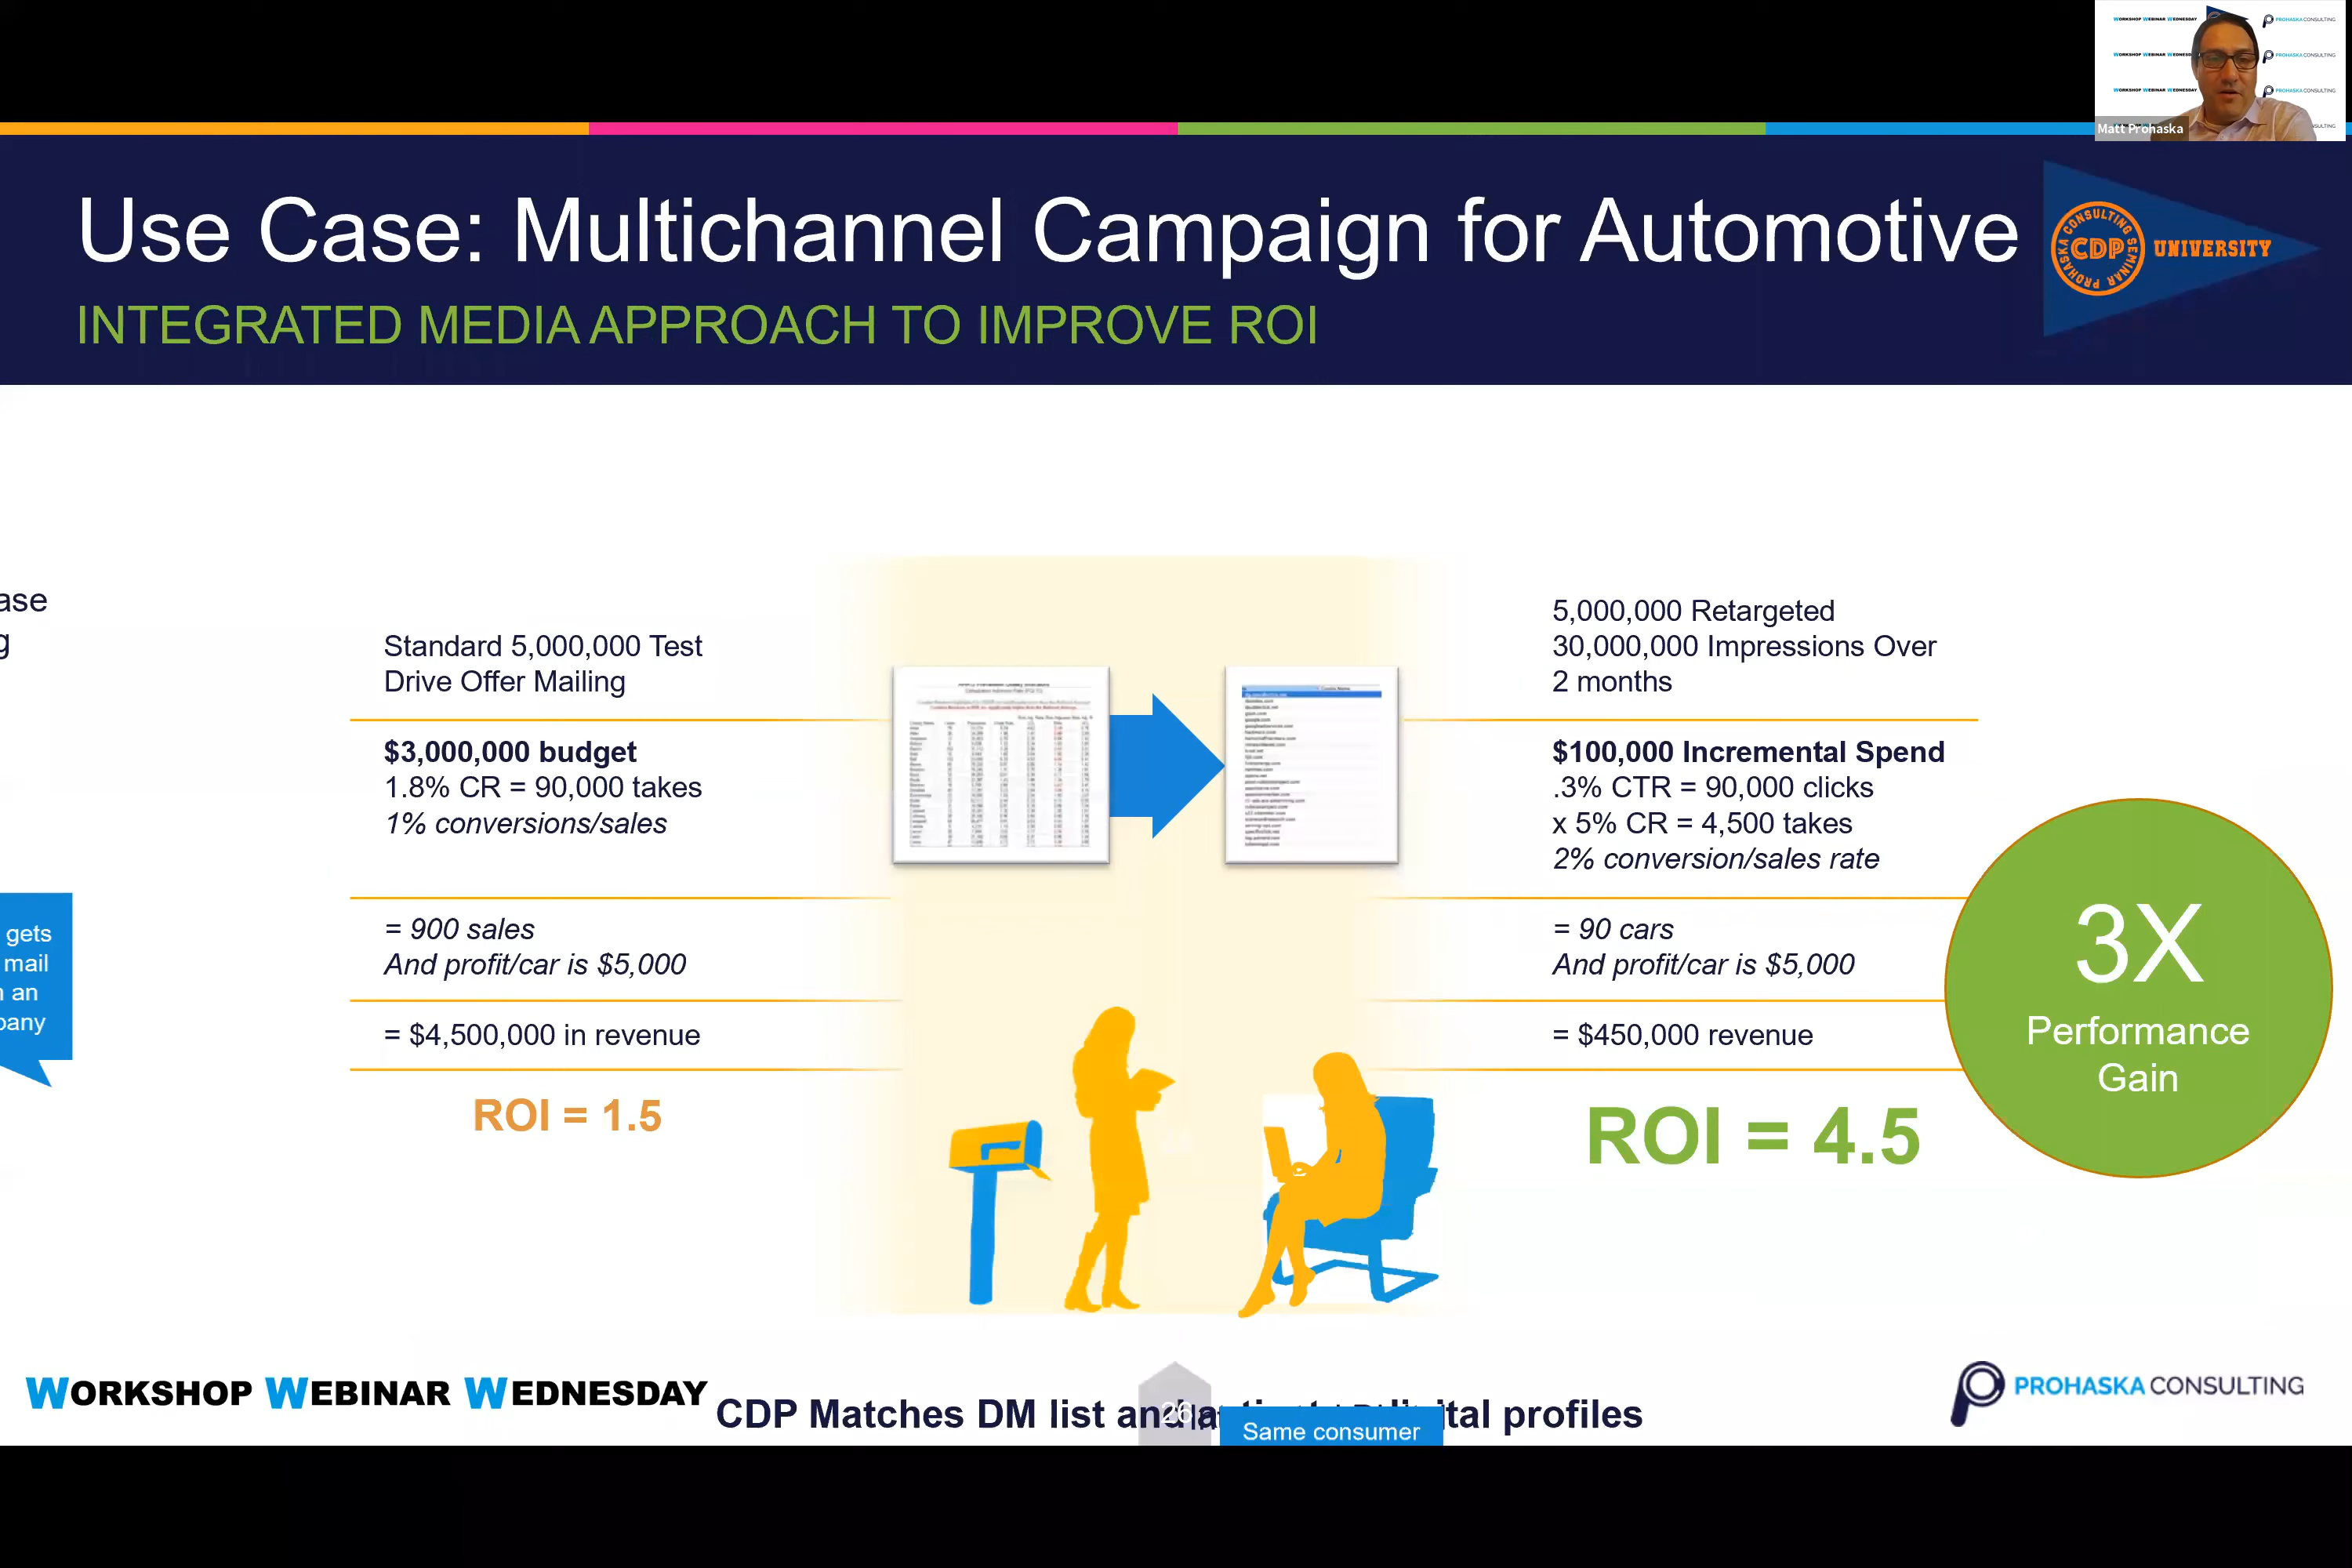 WORKSHOP WEBINAR WEDNESDAY
PROHASKA CONSULTING
Matt Prohaska
Use Case: Multichannel Campaign for Automotive
INTEGRATED MEDIA APPROACH TO IMPROVE ROI
PROHASKA CONSULTING SEMINAR
CDP
UNIVERSITY
ase
g
gets
mail
an
pany
Standard 5,000,000 Test
Drive Offer Mailing
$3,000,000 budget
1.8% CR = 90,000 takes
1% conversions/sales
= 900 sales
And profit/car is $5,000
= $4,500,000 in revenue
ROI = 1.5
5,000,000 Retargeted
30,000,000 Impressions Over
2 months
$100,000 Incremental Spend
.3% CTR = 90,000 clicks
x 5% CR = 4,500 takes
2% conversion/sales rate
= 90 cars
And profit/car is $5,000
= $450,000 revenue
ROI = 4.5
3X
Performance
Gain
WORKSHOP WEBINAR WEDNESDAY
CDP Matches DM list and ital profiles
26
Same consumer
PROHASKA CONSULTING